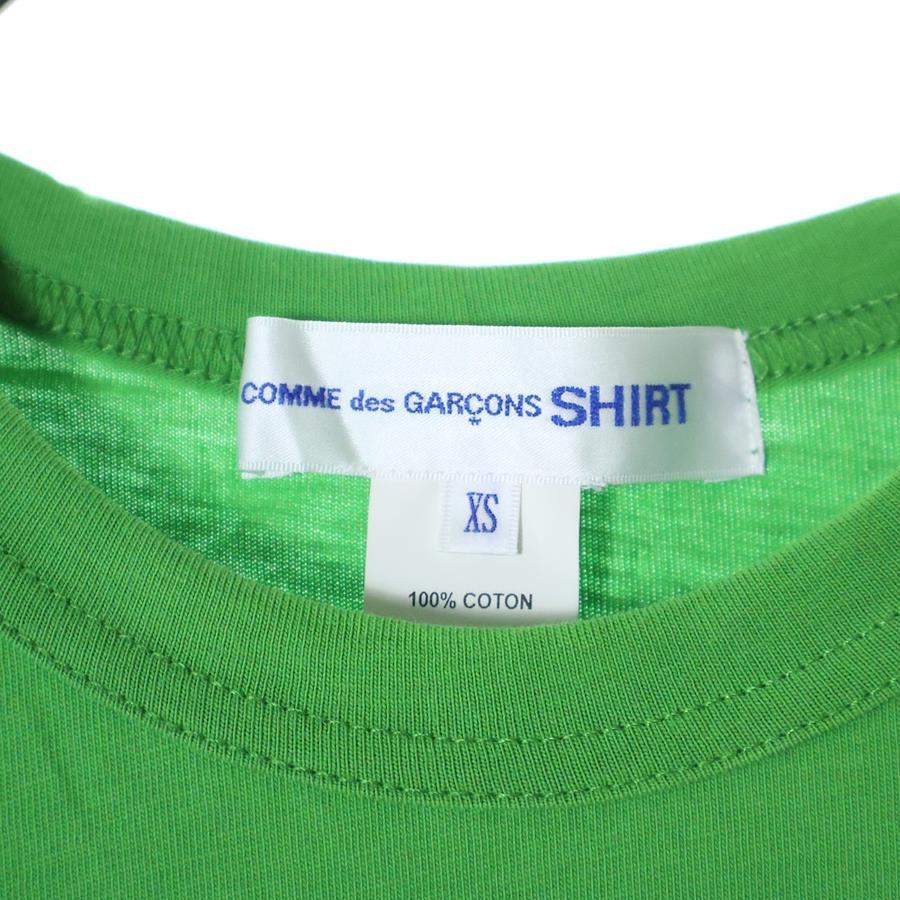 COMME des GARÇONS SHIRT
XS
100% COTON